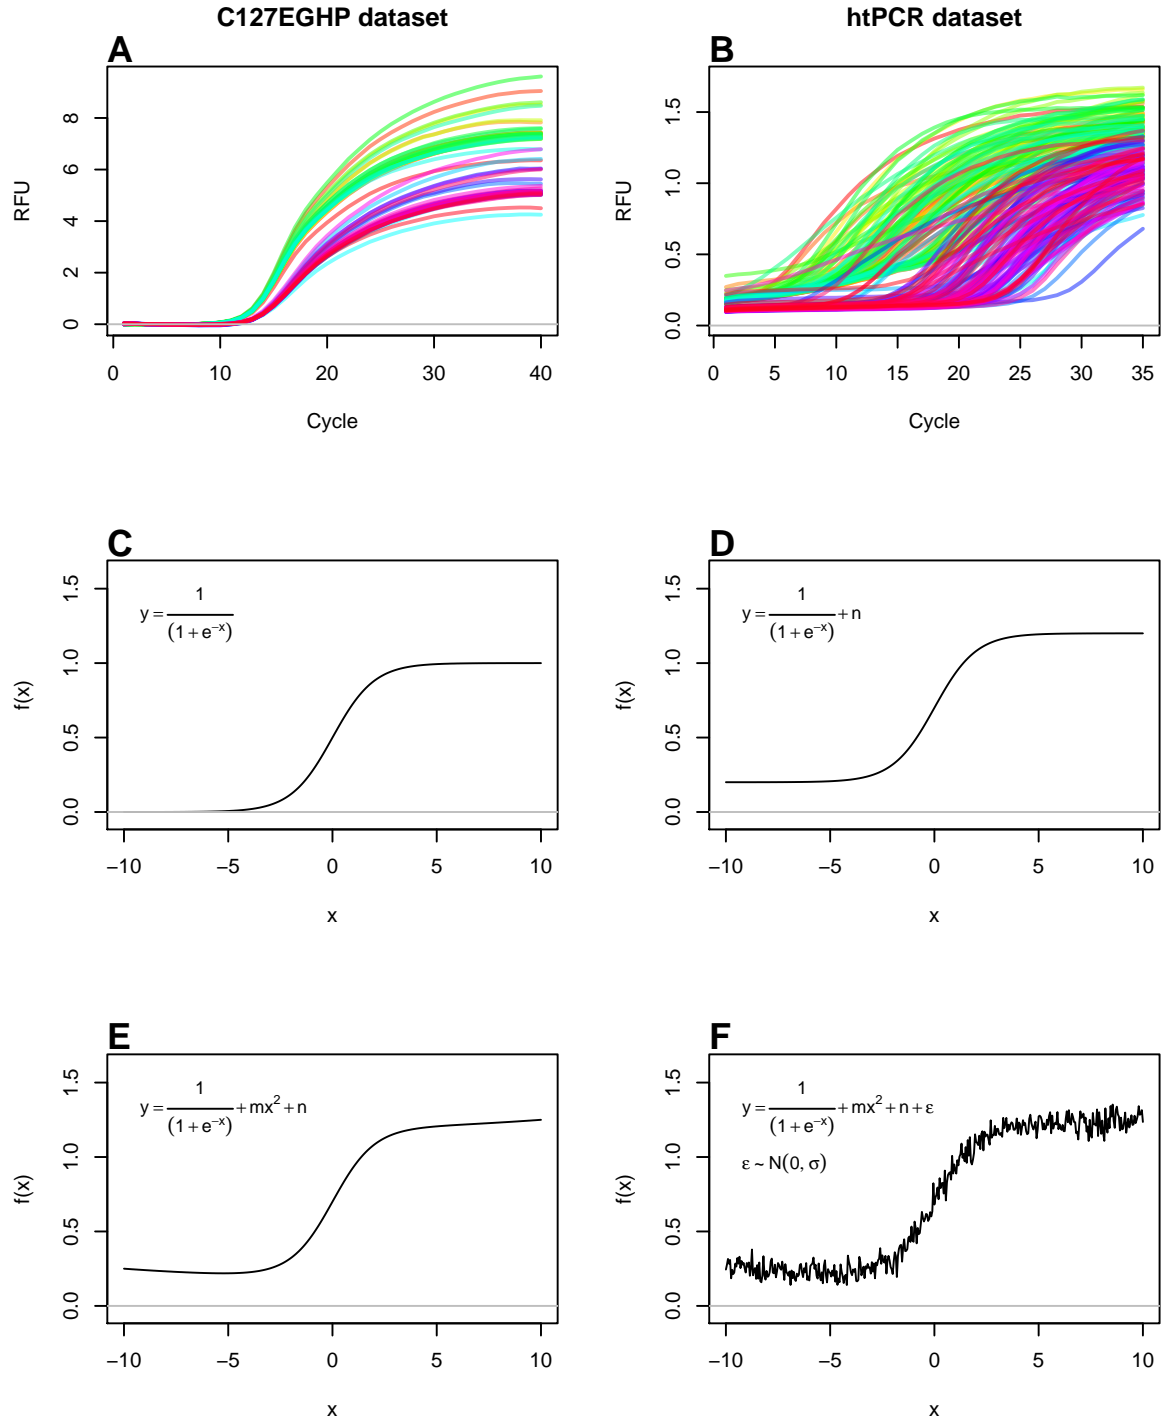 C127EGHP dataset
htPCR dataset
A
B
RFU
0 2 4 6 8
0 10 20 30 40
Cycle
RFU
0.0 0.5 1.0 1.5
0 5 10 15 20 25 30 35
Cycle
C
y = 1 / (1 + e^−x)
f(x)
0.0 0.5 1.0 1.5
−10 −5 0 5 10
x
D
y = 1 / (1 + e^−x) + n
f(x)
0.0 0.5 1.0 1.5
−10 −5 0 5 10
x
E
y = 1 / (1 + e^−x) + mx² + n
f(x)
0.0 0.5 1.0 1.5
−10 −5 0 5 10
x
F
y = 1 / (1 + e^−x) + mx² + n + ε
ε ~ N(0, σ)
f(x)
0.0 0.5 1.0 1.5
−10 −5 0 5 10
x